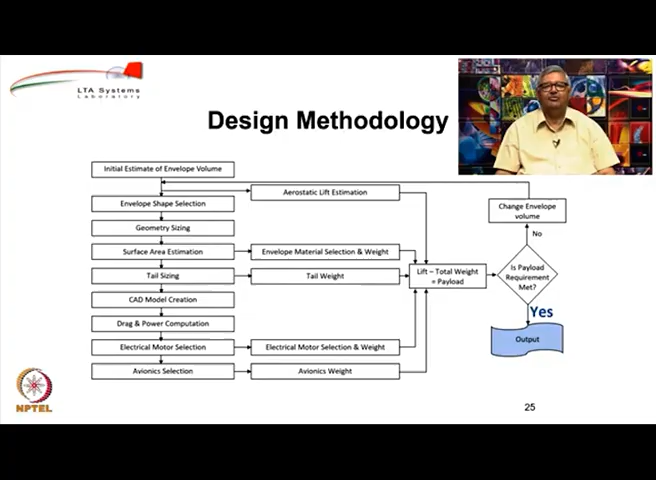 LTA Systems
Laboratory
Design Methodology
Initial Estimate of Envelope Volume
Aerostatic Lift Estimation
Envelope Shape Selection
Change Envelope
volume
Geometry Sizing
No
Surface Area Estimation
Envelope Material Selection & Weight
Tail Sizing
Tail Weight
Lift – Total Weight
= Payload
Is Payload
Requirement
Met?
CAD Model Creation
Yes
Drag & Power Computation
Output
Electrical Motor Selection
Electrical Motor Selection & Weight
Avionics Selection
Avionics Weight
NPTEL
25